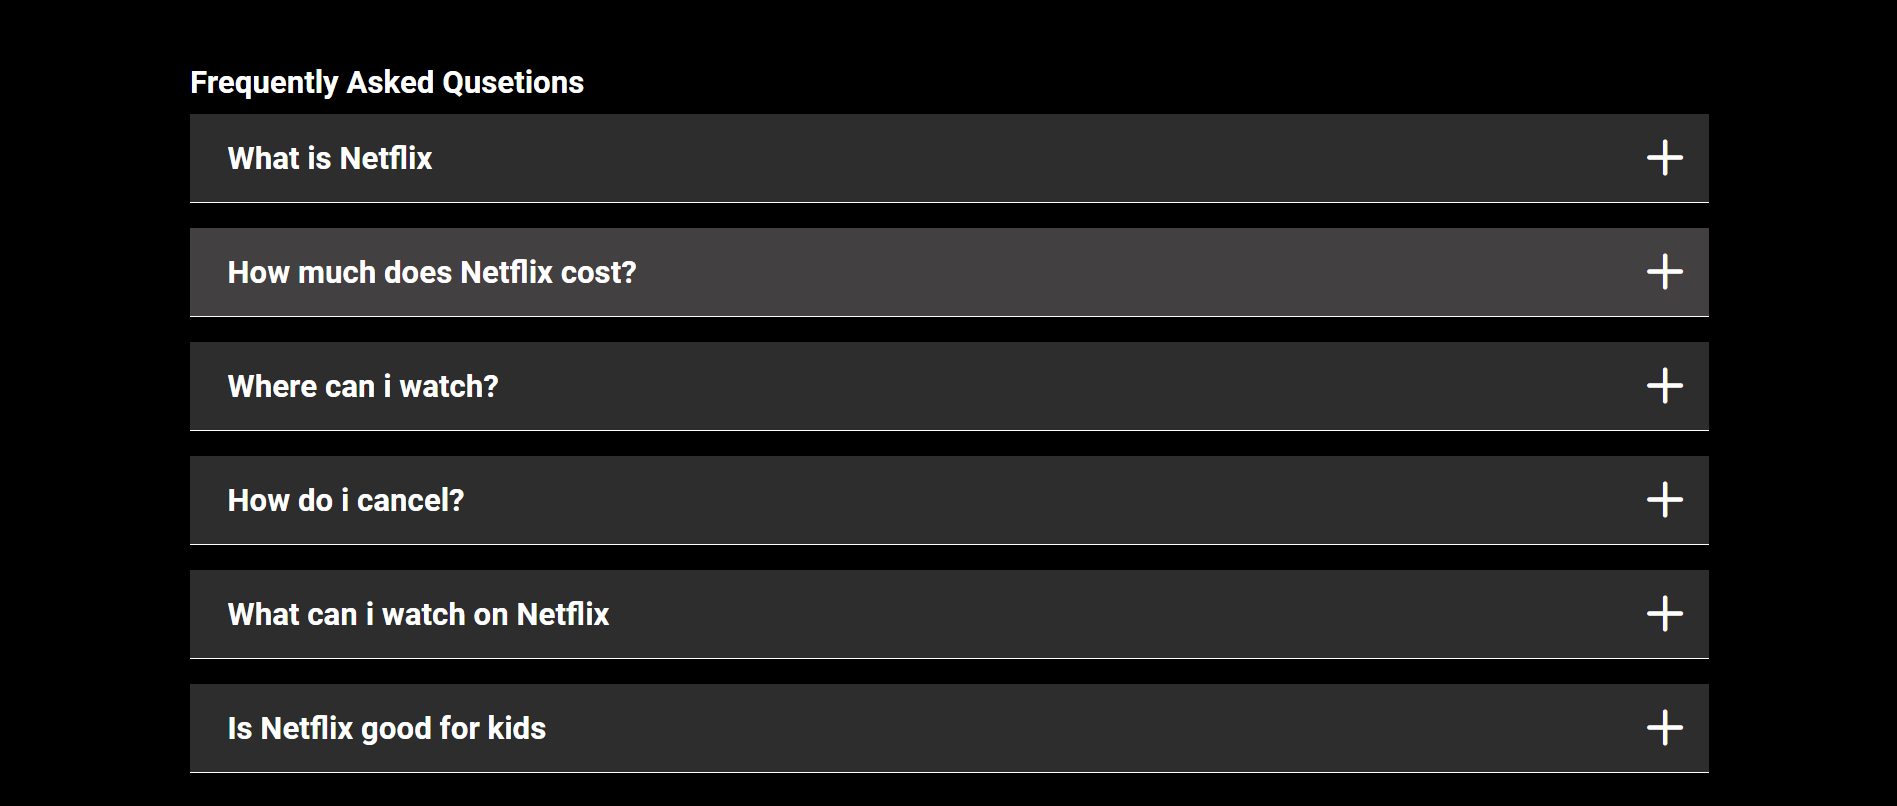 Frequently Asked Qusetions
What is Netflix
How much does Netflix cost?
Where can i watch?
How do i cancel?
What can i watch on Netflix
Is Netflix good for kids